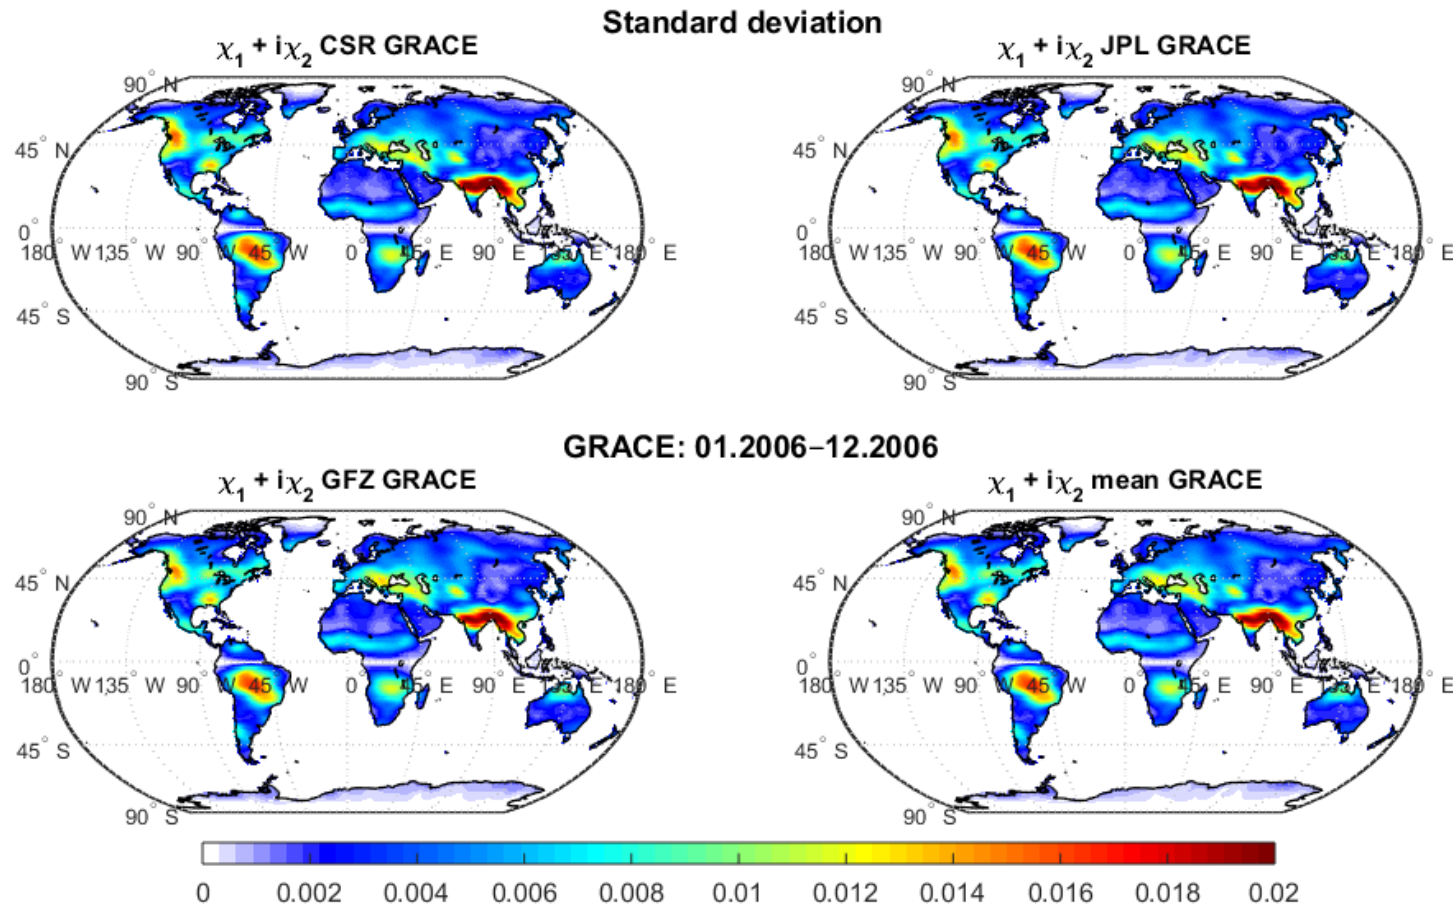 Standard deviation
χ1 + iχ2 CSR GRACE
χ1 + iχ2 JPL GRACE
90° N
90° N
45° N
45° N
0°
0°
180° W 135° W 90° W 45° W 0° 45° E 90° E 135° E 180° E
180° W 135° W 90° W 45° W 0° 45° E 90° E 135° E 180° E
45° S
45° S
90° S
90° S
GRACE: 01.2006–12.2006
χ1 + iχ2 GFZ GRACE
χ1 + iχ2 mean GRACE
90° N
90° N
45° N
45° N
0°
0°
180° W 135° W 90° W 45° W 0° 45° E 90° E 135° E 180° E
180° W 135° W 90° W 45° W 0° 45° E 90° E 135° E 180° E
45° S
45° S
90° S
90° S
0 0.002 0.004 0.006 0.008 0.01 0.012 0.014 0.016 0.018 0.02